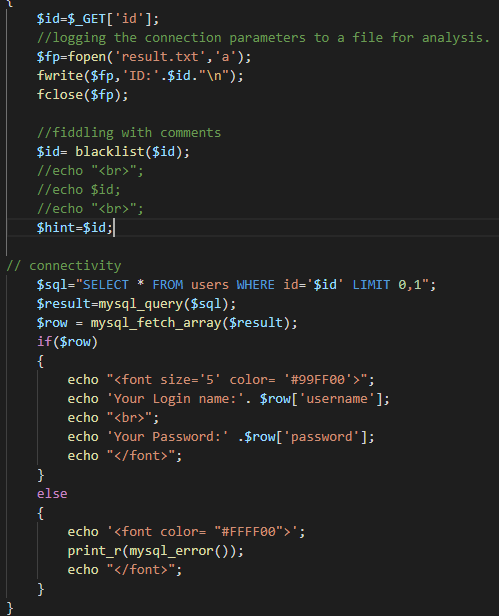 {
$id=$_GET['id'];
//logging the connection parameters to a file for analysis.
$fp=fopen('result.txt','a');
fwrite($fp,'ID:'.$id."\n");
fclose($fp);
//fiddling with comments
$id= blacklist($id);
//echo "<br>";
//echo $id;
//echo "<br>";
$hint=$id;
// connectivity
$sql="SELECT * FROM users WHERE id='$id' LIMIT 0,1";
$result=mysql_query($sql);
$row = mysql_fetch_array($result);
if($row)
{
echo "<font size='5' color= '#99FF00'>";
echo 'Your Login name:'. $row['username'];
echo "<br>";
echo 'Your Password:' .$row['password'];
echo "</font>";
}
else
{
echo '<font color= "#FFFF00">';
print_r(mysql_error());
echo "</font>";
}
}